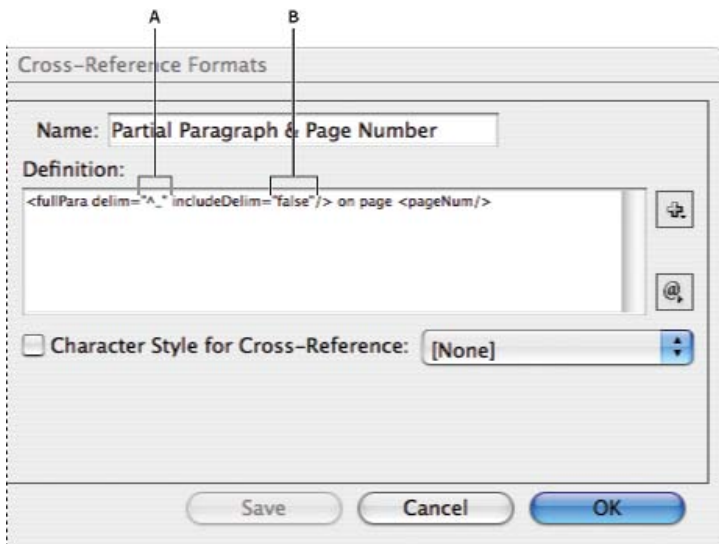 A B
Cross-Reference Formats
Name: Partial Paragraph & Page Number
Definition:
<fullPara delim="^_" includeDelim="false"/> on page <pageNum/>
@
Character Style for Cross-Reference: [None]
Save Cancel OK